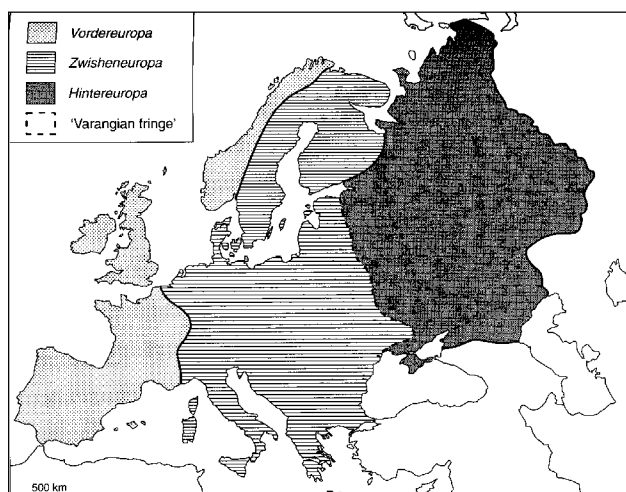 Vordereuropa
Zwisheneuropa
Hintereuropa
'Varangian fringe'
500 km